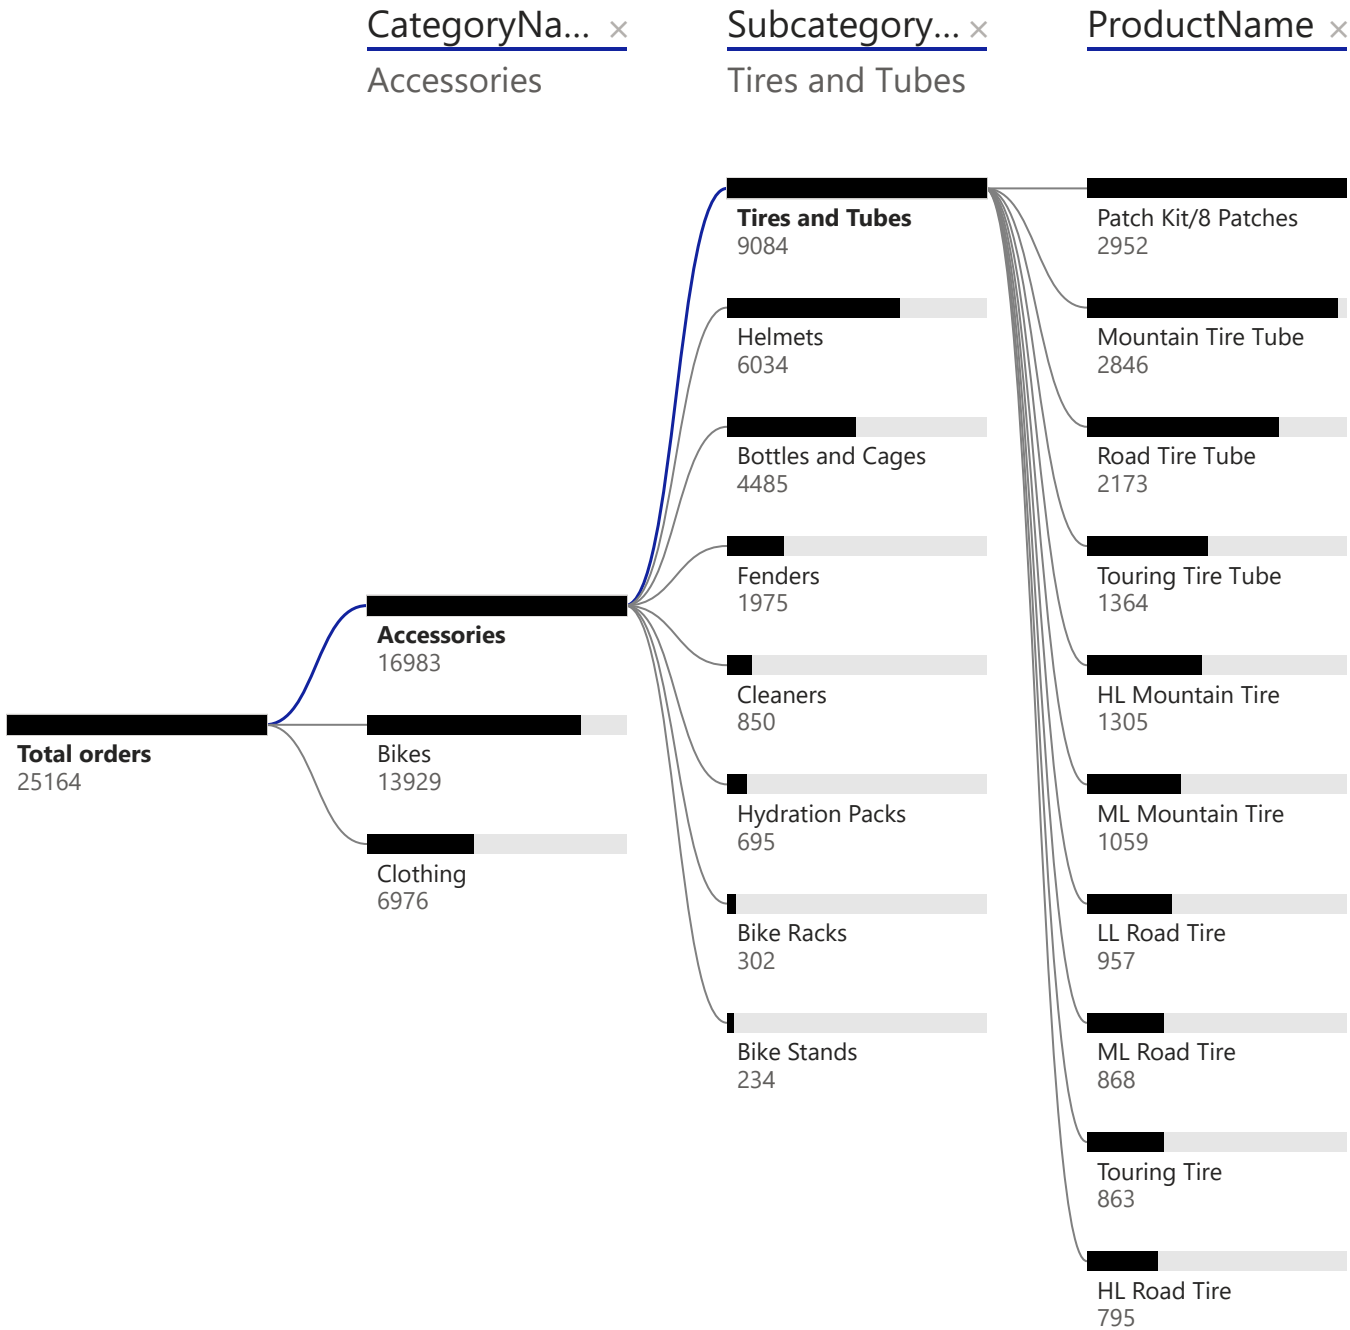 CategoryNa... ×
Subcategory... ×
ProductName ×
Accessories
Tires and Tubes
Total orders
25164
Accessories
16983
Bikes
13929
Clothing
6976
Tires and Tubes
9084
Helmets
6034
Bottles and Cages
4485
Fenders
1975
Cleaners
850
Hydration Packs
695
Bike Racks
302
Bike Stands
234
Patch Kit/8 Patches
2952
Mountain Tire Tube
2846
Road Tire Tube
2173
Touring Tire Tube
1364
HL Mountain Tire
1305
ML Mountain Tire
1059
LL Road Tire
957
ML Road Tire
868
Touring Tire
863
HL Road Tire
795